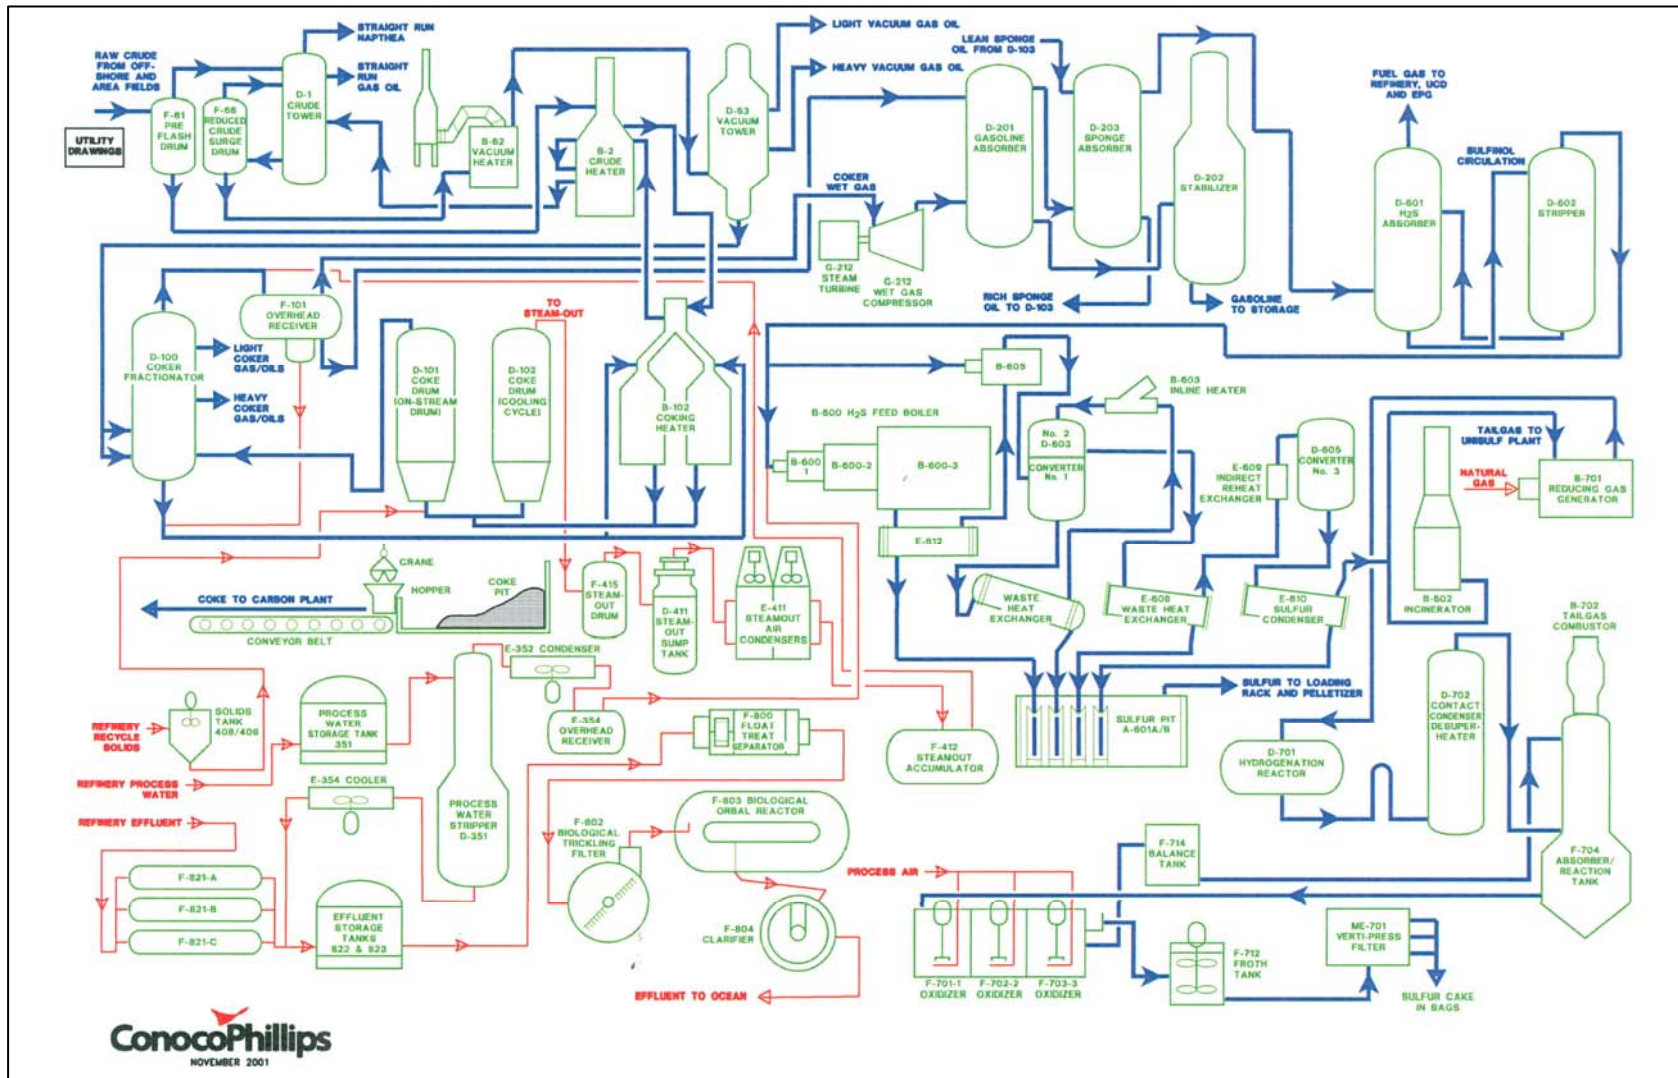 STRAIGHT RUN
NAPTHEA
LIGHT VACUUM GAS OIL
LEAN SPONGE
OIL FROM D-103
RAW CRUDE
FROM OFF-
SHORE AND
AREA FIELDS
STRAIGHT
RUN
GAS OIL
HEAVY VACUUM GAS OIL
FUEL GAS TO
REFINERY, UCD
AND EPG
UTILITY
DRAWINGS
F-61
PRE
FLASH
DRUM
F-66
REDUCED
CRUDE
SURGE
DRUM
D-1
CRUDE
TOWER
B-62
VACUUM
HEATER
B-2
CRUDE
HEATER
D-63
VACUUM
TOWER
D-201
GASOLINE
ABSORBER
D-203
SPONGE
ABSORBER
D-202
STABILIZER
SULFINOL
CIRCULATION
D-601
H2S
ABSORBER
D-602
STRIPPER
COKER
WET GAS
G-212
STEAM
TURBINE
G-212
WET GAS
COMPRESSOR
RICH SPONGE
OIL TO D-103
GASOLINE
TO STORAGE
F-101
OVERHEAD
RECEIVER
TO
STEAM-OUT
D-100
COKER
FRACTIONATOR
LIGHT
COKER
GAS/OILS
HEAVY
COKER
GAS/OILS
D-101
COKE
DRUM
(ON-STREAM
DRUM)
D-102
COKE
DRUM
(COOLING
CYCLE)
B-102
COKING
HEATER
B-605
B-603
INLINE HEATER
B-600 H2S FEED BOILER
B-600
1
B-600-2
B-600-3
No. 2
D-603
CONVERTER
No. 1
E-609
INDIRECT
REHEAT
EXCHANGER
D-605
CONVERTER
No. 3
TAILGAS TO
UNISULF PLANT
NATURAL
GAS
B-701
REDUCING GAS
GENERATOR
E-612
CRANE
HOPPER
COKE
PIT
COKE TO CARBON PLANT
CONVEYOR BELT
F-415
STEAM-
OUT
DRUM
D-411
STEAM-
OUT
SUMP
TANK
E-411
STEAMOUT
AIR
CONDENSERS
WASTE
HEAT
EXCHANGER
E-608
WASTE HEAT
EXCHANGER
E-610
SULFUR
CONDENSER
B-602
INCINERATOR
B-702
TAILGAS
COMBUSTOR
E-352 CONDENSER
SOLIDS
TANK
408/409
REFINERY
RECYCLE
SOLIDS
PROCESS
WATER
STORAGE TANK
351
E-354
OVERHEAD
RECEIVER
F-800
FLOAT
TREAT
SEPARATOR
F-412
STEAMOUT
ACCUMULATOR
SULFUR TO LOADING
RACK AND PELLETIZER
SULFUR PIT
A-601A/B
D-702
CONTACT
CONDENSER
DESUPER-
HEATER
D-701
HYDROGENATION
REACTOR
REFINERY PROCESS
WATER
E-354 COOLER
PROCESS
WATER
STRIPPER
D-351
REFINERY EFFLUENT
F-802
BIOLOGICAL
TRICKLING
FILTER
F-803 BIOLOGICAL
ORBAL REACTOR
F-714
BALANCE
TANK
F-704
ABSORBER/
REACTION
TANK
PROCESS AIR
F-821-A
F-821-B
F-821-C
EFFLUENT
STORAGE
TANKS
822 & 823
F-804
CLARIFIER
EFFLUENT TO OCEAN
F-701-1
OXIDIZER
F-702-2
OXIDIZER
F-703-3
OXIDIZER
F-712
FROTH
TANK
ME-701
VERTI-PRESS
FILTER
SULFUR CAKE
IN BAGS
ConocoPhillips
NOVEMBER 2001